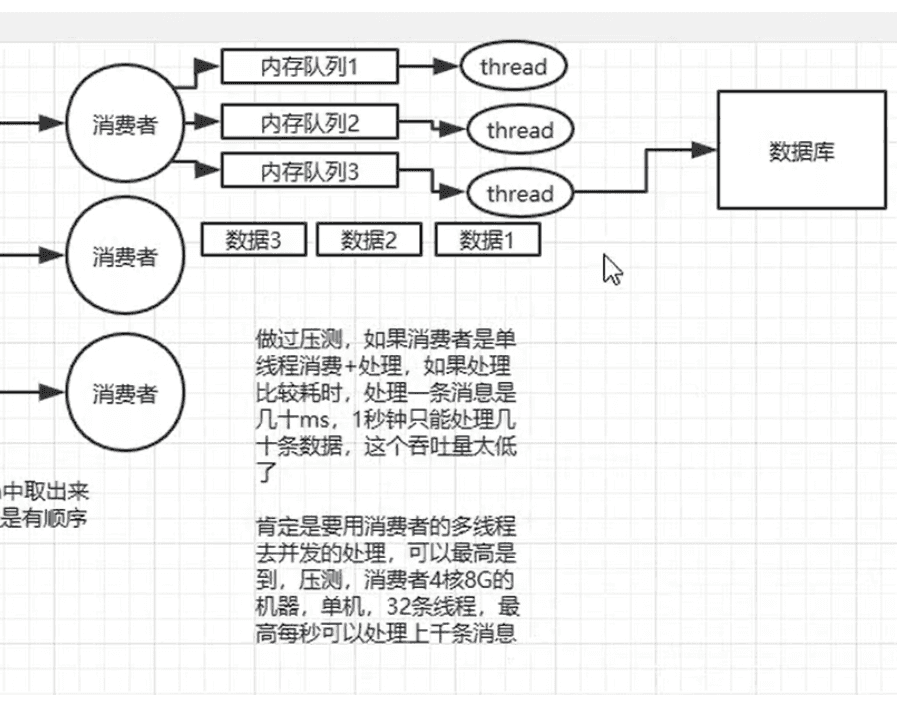 消费者
内存队列1
thread
内存队列2
thread
内存队列3
thread
数据库
消费者
数据3
数据2
数据1
消费者
做过压测，如果消费者是单
线程消费+处理，如果处理
比较耗时，处理一条消息是
几十ms，1秒钟只能处理几
十条数据，这个吞吐量太低
了
中取出来
是有顺序
肯定是要用消费者的多线程
去并发的处理，可以最高是
到，压测，消费者4核8G的
机器，单机，32条线程，最
高每秒可以处理上千条消息